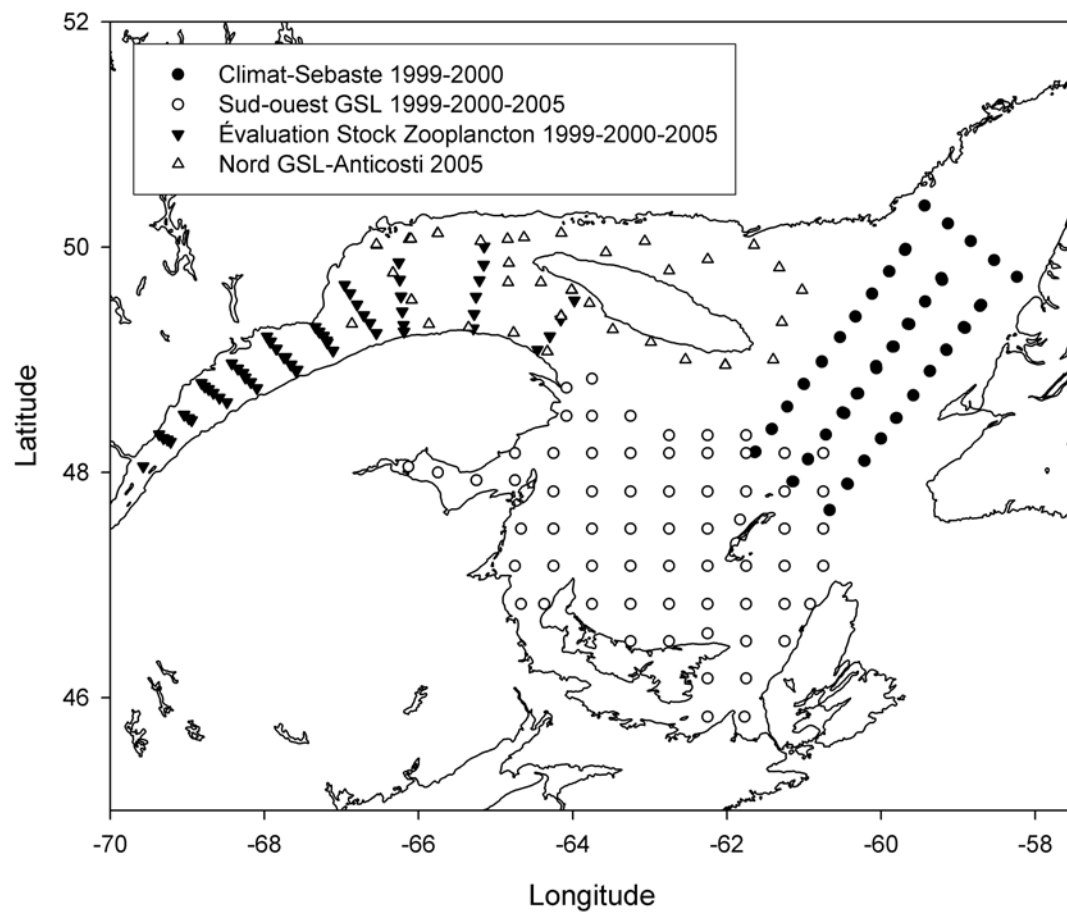 52
Climat-Sebaste 1999-2000
Sud-ouest GSL 1999-2000-2005
Évaluation Stock Zooplancton 1999-2000-2005
Nord GSL-Anticosti 2005
50
48
46
Latitude
-70 -68 -66 -64 -62 -60 -58
Longitude